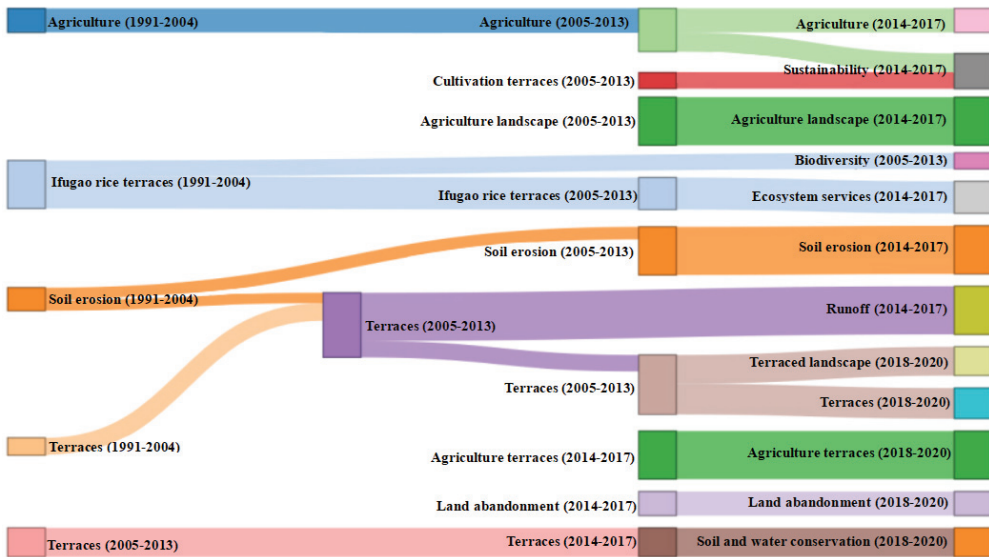 Agriculture (1991-2004)
Agriculture (2005-2013)
Agriculture (2014-2017)
Sustainability (2014-2017)
Cultivation terraces (2005-2013)
Agriculture landscape (2005-2013)
Agriculture landscape (2014-2017)
Biodiversity (2005-2013)
Ifugao rice terraces (1991-2004)
Ifugao rice terraces (2005-2013)
Ecosystem services (2014-2017)
Soil erosion (2005-2013)
Soil erosion (2014-2017)
Soil erosion (1991-2004)
Runoff (2014-2017)
Terraces (2005-2013)
Terraced landscape (2018-2020)
Terraces (2005-2013)
Terraces (2018-2020)
Terraces (1991-2004)
Agriculture terraces (2014-2017)
Agriculture terraces (2018-2020)
Land abandonment (2014-2017)
Land abandonment (2018-2020)
Terraces (2005-2013)
Terraces (2014-2017)
Soil and water conservation (2018-2020)